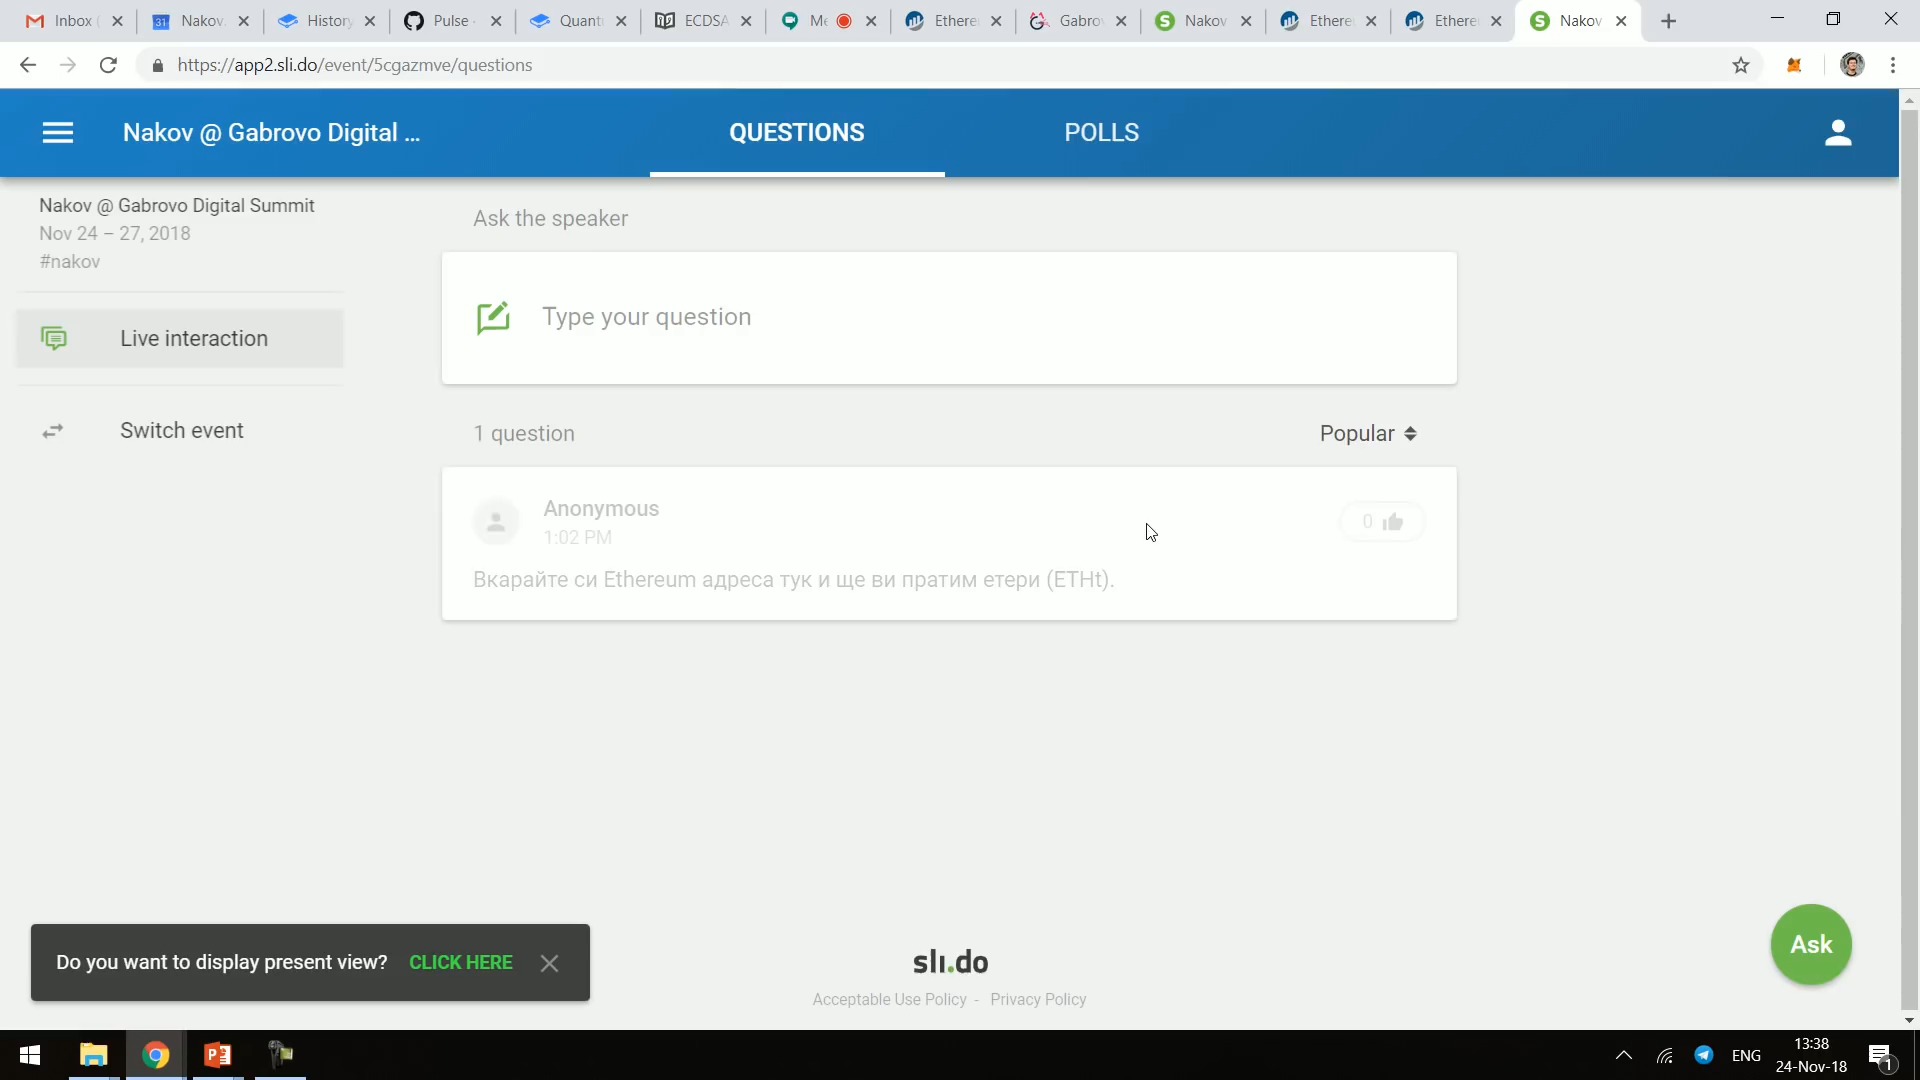 Inbox
Nakov
History
Pulse
Quant
ECDSA
Me
Ethere
Gabro
Nakov
Ethere
Ethere
Nakov
https://app2.sli.do/event/5cgazmve/questions
Nakov @ Gabrovo Digital ...
QUESTIONS
POLLS
Nakov @ Gabrovo Digital Summit
Nov 24 – 27, 2018
#nakov
Live interaction
Switch event
Ask the speaker
Type your question
1 question
Popular
Anonymous
1:02 PM
0
Вкарайте си Ethereum адреса тук и ще ви пратим етери (ETHt).
Do you want to display present view? CLICK HERE
Ask
sli.do
Acceptable Use Policy - Privacy Policy
ENG
13:38
24-Nov-18
1